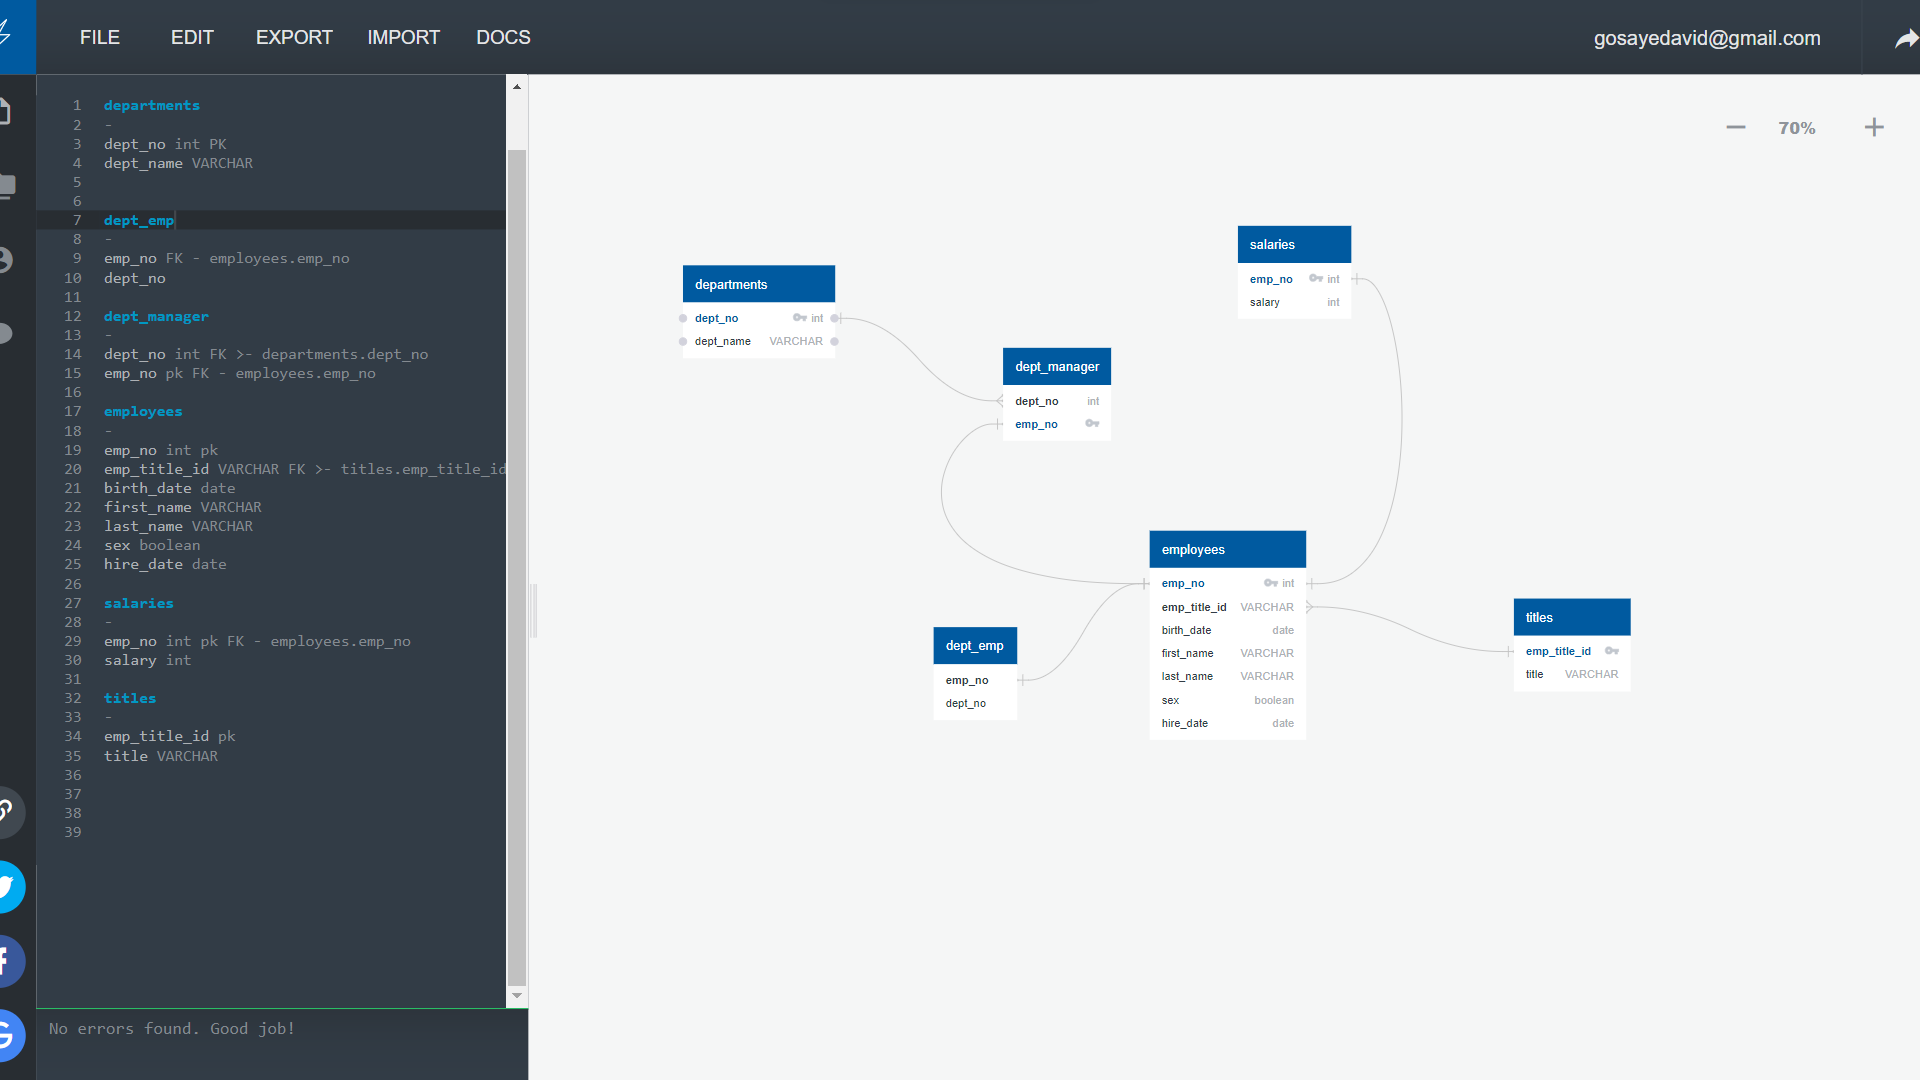 FILE EDIT EXPORT IMPORT DOCS gosayedavid@gmail.com
1 departments
2 -
3 dept_no int PK
4 dept_name VARCHAR
5
6
7 dept_emp
8 -
9 emp_no FK - employees.emp_no
10 dept_no
11
12 dept_manager
13 -
14 dept_no int FK >- departments.dept_no
15 emp_no pk FK - employees.emp_no
16
17 employees
18 -
19 emp_no int pk
20 emp_title_id VARCHAR FK >- titles.emp_title_id
21 birth_date date
22 first_name VARCHAR
23 last_name VARCHAR
24 sex boolean
25 hire_date date
26
27 salaries
28 -
29 emp_no int pk FK - employees.emp_no
30 salary int
31
32 titles
33 -
34 emp_title_id pk
35 title VARCHAR
36
37
38
39
No errors found. Good job!
70%
departments
dept_no int
dept_name VARCHAR
salaries
emp_no int
salary int
dept_manager
dept_no int
emp_no
employees
emp_no int
emp_title_id VARCHAR
birth_date date
first_name VARCHAR
last_name VARCHAR
sex boolean
hire_date date
dept_emp
emp_no
dept_no
titles
emp_title_id
title VARCHAR